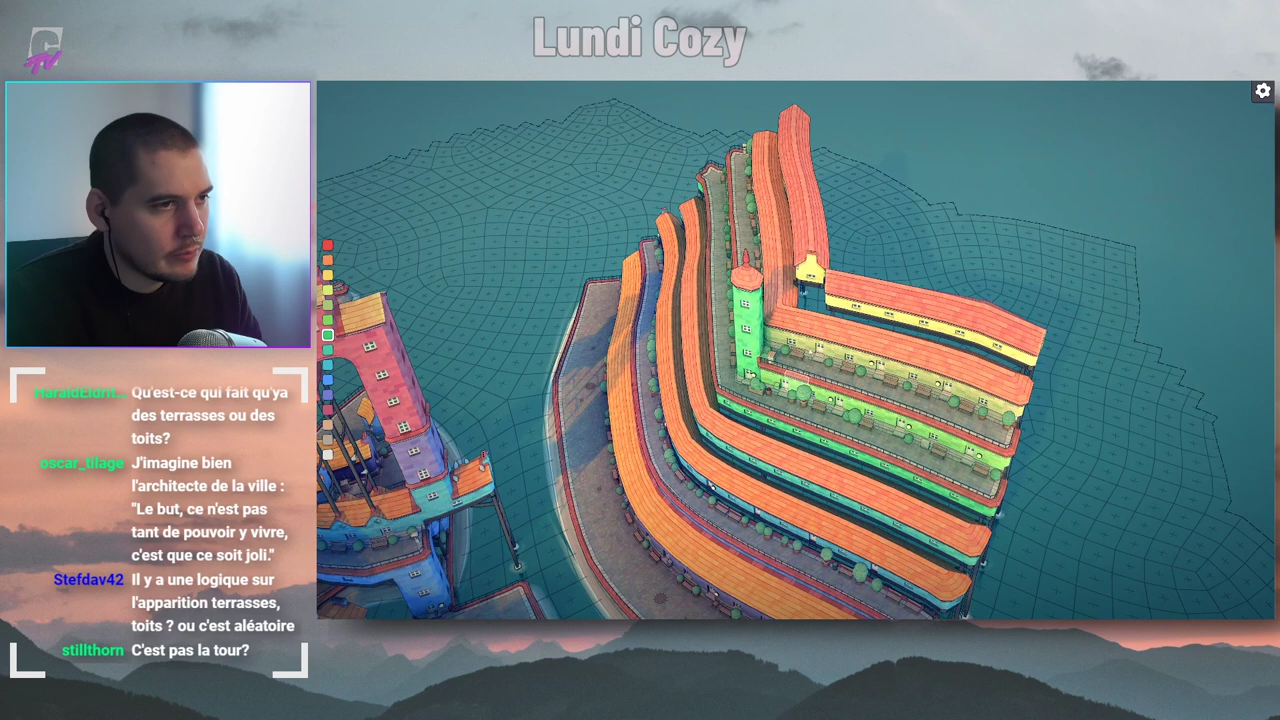 Lundi Cozy
C
TV
Qu'est-ce qui fait qu'ya
des terrasses ou des
toits?
oscar_tilage J'imagine bien
l'architecte de la ville :
"Le but, ce n'est pas
tant de pouvoir y vivre,
c'est que ce soit joli."
Stefdav42 Il y a une logique sur
l'apparition terrasses,
toits ? ou c'est aléatoire
stillthorn C'est pas la tour?